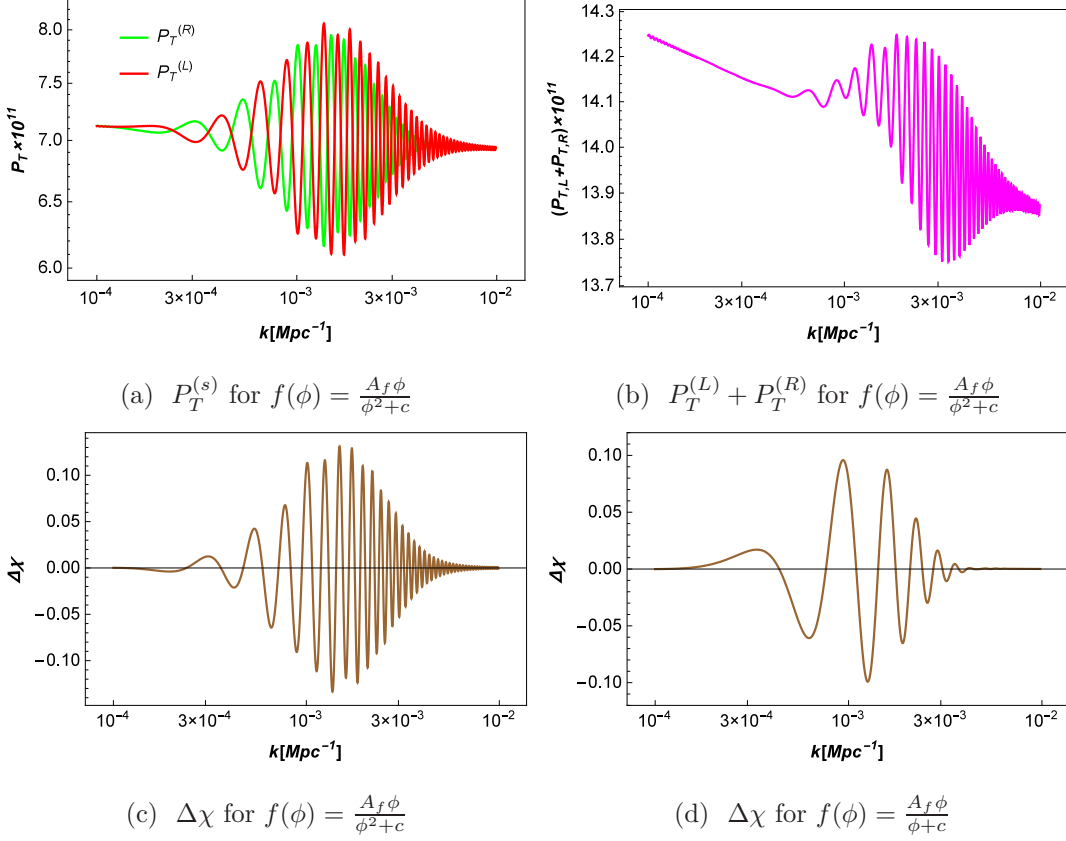 8.0
7.5
7.0
6.5
6.0
P_T ×10^11
P_T^(R)
P_T^(L)
10^-4 3×10^-4 10^-3 3×10^-3 10^-2
k[Mpc^-1]
14.3
14.2
14.1
14.0
13.9
13.8
13.7
(P_T,L+P_T,R)×10^11
10^-4 3×10^-4 10^-3 3×10^-3 10^-2
k[Mpc^-1]
(a) P_T^(s) for f(ϕ) = A_f ϕ/(ϕ^2+c)
(b) P_T^(L) + P_T^(R) for f(ϕ) = A_f ϕ/(ϕ^2+c)
0.10
0.05
0.00
−0.05
−0.10
Δχ
10^-4 3×10^-4 10^-3 3×10^-3 10^-2
k[Mpc^-1]
0.10
0.05
0.00
−0.05
−0.10
Δχ
10^-4 3×10^-4 10^-3 3×10^-3 10^-2
k[Mpc^-1]
(c) Δχ for f(ϕ) = A_f ϕ/(ϕ^2+c)
(d) Δχ for f(ϕ) = A_f ϕ/(ϕ+c)